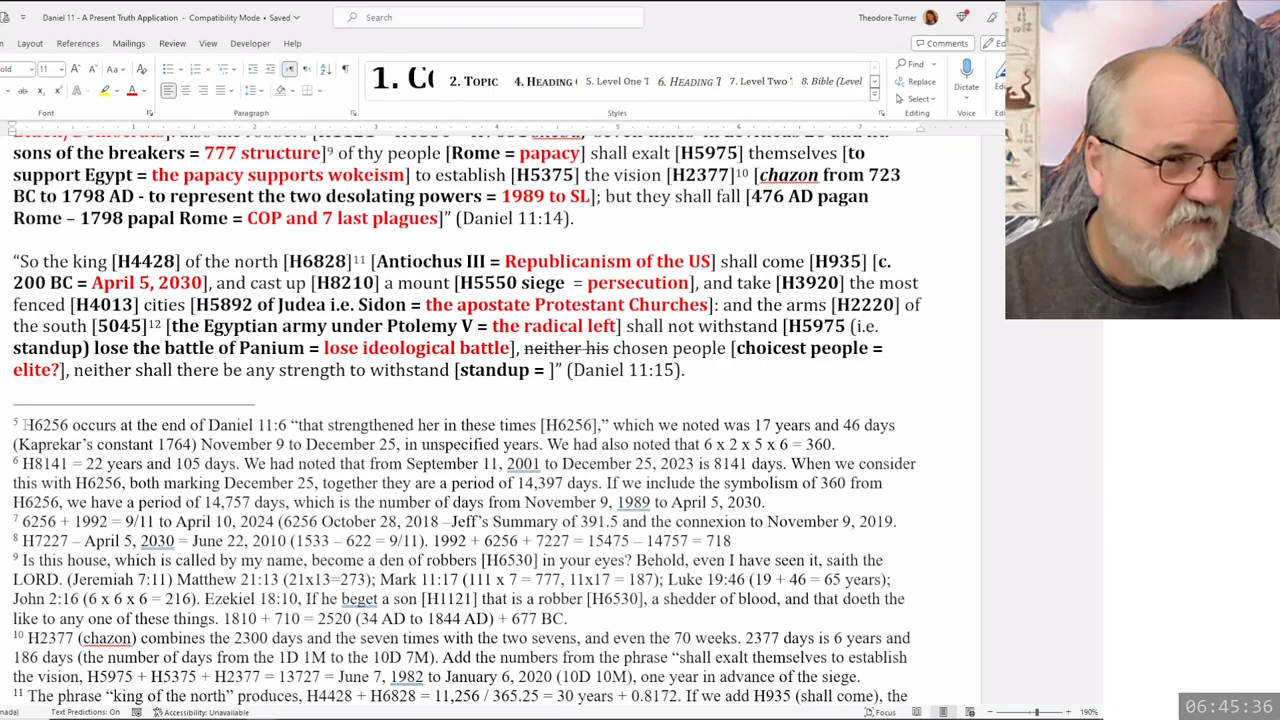 Daniel 11 - A Present Truth Application - Compatibility Mode • Saved
Search
Theodore Turner
Layout References Mailings Review View Developer Help
Comments
11 Aa
1. C 2. TOPIC 4. HEADING 5. Level One T 6. HEADING T 7. Level Two 8. Bible (Level
Find
Replace
Select
Dictate
Font Paragraph Styles Editing Voice
sons of the breakers = 777 structure]9 of thy people [Rome = papacy] shall exalt [H5975] themselves [to
support Egypt = the papacy supports wokeism] to establish [H5375] the vision [H2377]10 [chazon from 723
BC to 1798 AD - to represent the two desolating powers = 1989 to SL]; but they shall fall [476 AD pagan
Rome – 1798 papal Rome = COP and 7 last plagues]” (Daniel 11:14).
“So the king [H4428] of the north [H6828]11 [Antiochus III = Republicanism of the US] shall come [H935] [c.
200 BC = April 5, 2030], and cast up [H8210] a mount [H5550 siege = persecution], and take [H3920] the most
fenced [H4013] cities [H5892 of Judea i.e. Sidon = the apostate Protestant Churches]: and the arms [H2220] of
the south [5045]12 [the Egyptian army under Ptolemy V = the radical left] shall not withstand [H5975 (i.e.
standup) lose the battle of Panium = lose ideological battle], neither his chosen people [choicest people =
elite?], neither shall there be any strength to withstand [standup = ]” (Daniel 11:15).
5 H6256 occurs at the end of Daniel 11:6 “that strengthened her in these times [H6256],” which we noted was 17 years and 46 days
(Kaprekar's constant 1764) November 9 to December 25, in unspecified years. We had also noted that 6 x 2 x 5 x 6 = 360.
6 H8141 = 22 years and 105 days. We had noted that from September 11, 2001 to December 25, 2023 is 8141 days. When we consider
this with H6256, both marking December 25, together they are a period of 14,397 days. If we include the symbolism of 360 from
H6256, we have a period of 14,757 days, which is the number of days from November 9, 1989 to April 5, 2030.
7 6256 + 1992 = 9/11 to April 10, 2024 (6256 October 28, 2018 –Jeff's Summary of 391.5 and the connexion to November 9, 2019.
8 H7227 – April 5, 2030 = June 22, 2010 (1533 – 622 = 9/11). 1992 + 6256 + 7227 = 15475 – 14757 = 718
9 Is this house, which is called by my name, become a den of robbers [H6530] in your eyes? Behold, even I have seen it, saith the
LORD. (Jeremiah 7:11) Matthew 21:13 (21x13=273); Mark 11:17 (111 x 7 = 777, 11x17 = 187); Luke 19:46 (19 + 46 = 65 years);
John 2:16 (6 x 6 x 6 = 216). Ezekiel 18:10, If he beget a son [H1121] that is a robber [H6530], a shedder of blood, and that doeth the
like to any one of these things. 1810 + 710 = 2520 (34 AD to 1844 AD) + 677 BC.
10 H2377 (chazon) combines the 2300 days and the seven times with the two sevens, and even the 70 weeks. 2377 days is 6 years and
186 days (the number of days from the 1D 1M to the 10D 7M). Add the numbers from the phrase “shall exalt themselves to establish
the vision, H5975 + H5375 + H2377 = 13727 = June 7, 1982 to January 6, 2020 (10D 10M), one year in advance of the siege.
11 The phrase “king of the north” produces, H4428 + H6828 = 11,256 / 365.25 = 30 years + 0.8172. If we add H935 (shall come), the
Text Predictions: On Accessibility: Unavailable Focus 190%
06:45:36